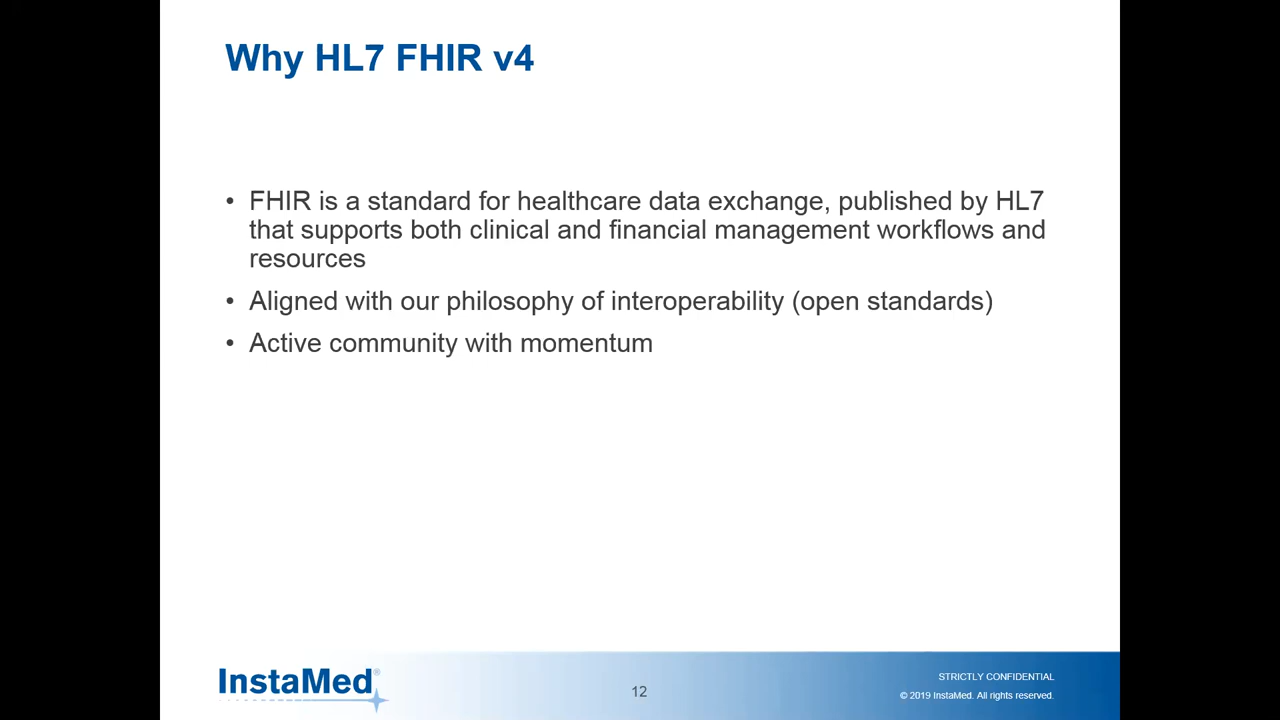 Why HL7 FHIR v4
• FHIR is a standard for healthcare data exchange, published by HL7
that supports both clinical and financial management workflows and
resources
• Aligned with our philosophy of interoperability (open standards)
• Active community with momentum
InstaMed®
12
STRICTLY CONFIDENTIAL
© 2019 InstaMed. All rights reserved.